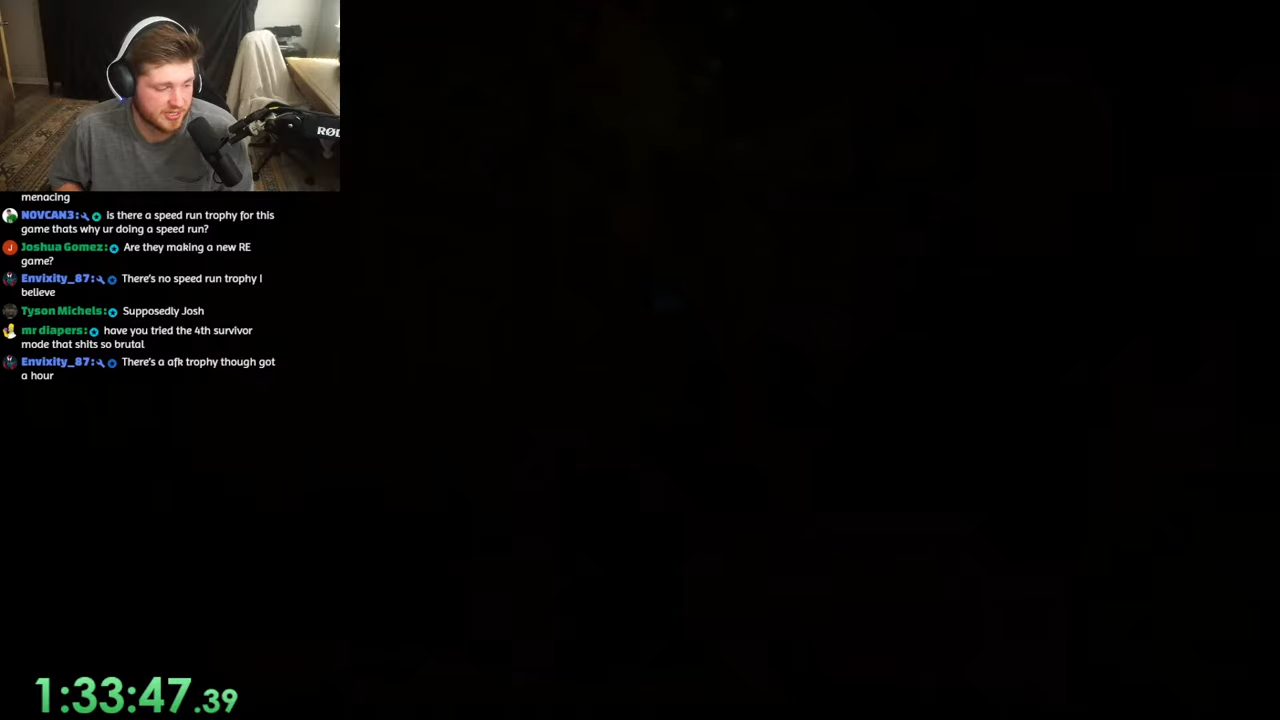 RØD
menacing
N0VCAN3: is there a speed run trophy for this
game thats why ur doing a speed run?
Joshua Gomez: Are they making a new RE
game?
Envixity_87: There's no speed run trophy I
believe
Tyson Michels: Supposedly Josh
mr diapers: have you tried the 4th survivor
mode that shits so brutal
Envixity_87: There's a afk trophy though got
a hour
1:33:47.39